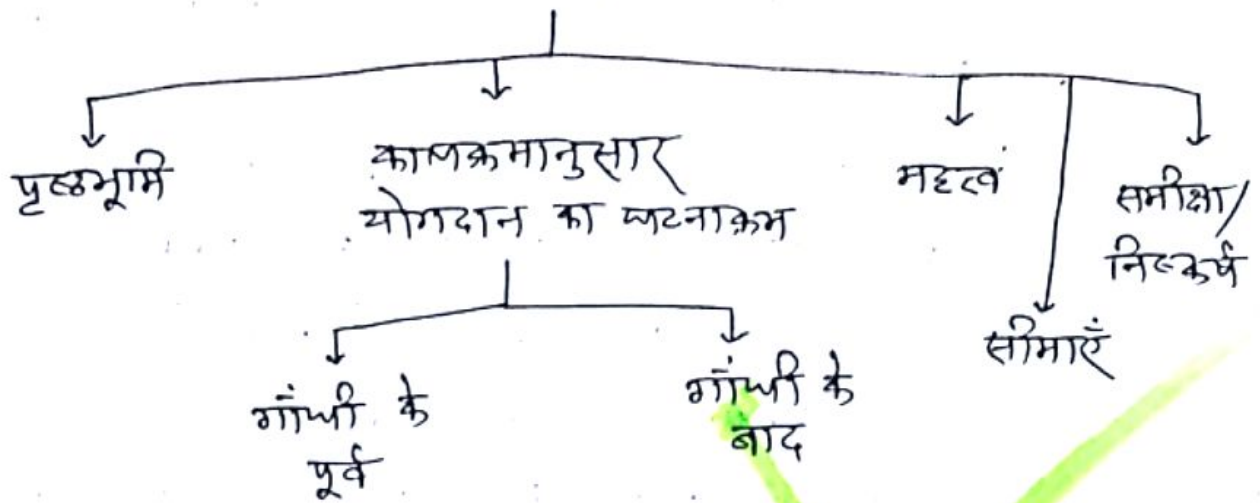 पृष्ठभूमि
कालक्रमानुसार
योगदान का घटनाक्रम
महत्व
समीक्षा/
निष्कर्ष
सीमाएँ
गाँधी के
पूर्व
गाँधी के
बाद